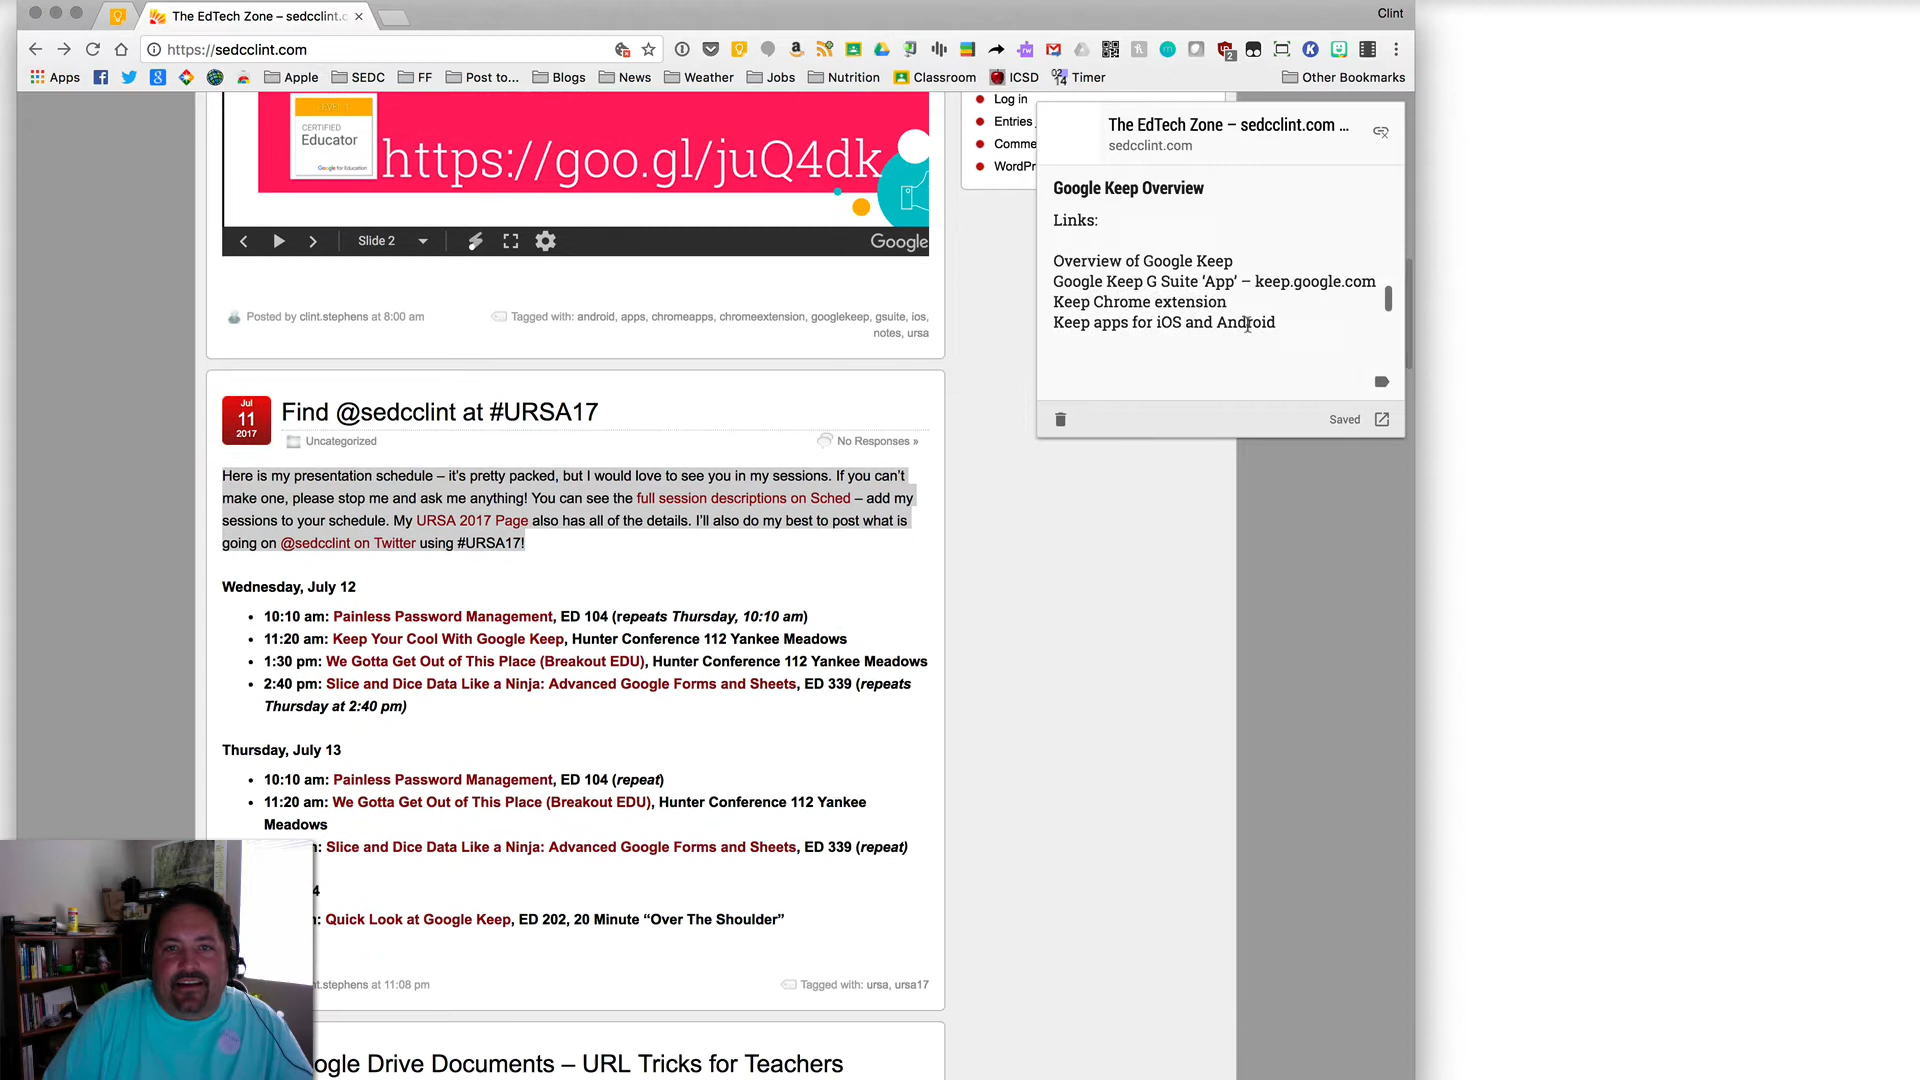 The EdTech Zone – sedcclint.c
Clint
https://sedcclint.com
Apps
Apple
SEDC
FF
Post to...
Blogs
News
Weather
Jobs
Nutrition
Classroom
ICSD
Timer
Other Bookmarks
CERTIFIED
Educator
Google for Education
https://goo.gl/juQ4dk
Slide 2
Google
Posted by clint.stephens at 8:00 am
Tagged with: android, apps, chromeapps, chromeextension, googlekeep, gsuite, ios,
notes, ursa
Log in
Entries
Comme
WordPr
The EdTech Zone – sedcclint.com ...
sedcclint.com
Google Keep Overview
Links:
Overview of Google Keep
Google Keep G Suite ‘App’ – keep.google.com
Keep Chrome extension
Keep apps for iOS and Android
Saved
Jul
11
2017
Find @sedcclint at #URSA17
Uncategorized
No Responses »
Here is my presentation schedule – it’s pretty packed, but I would love to see you in my sessions. If you can’t
make one, please stop me and ask me anything! You can see the full session descriptions on Sched – add my
sessions to your schedule. My URSA 2017 Page also has all of the details. I’ll also do my best to post what is
going on @sedcclint on Twitter using #URSA17!
Wednesday, July 12
• 10:10 am: Painless Password Management, ED 104 (repeats Thursday, 10:10 am)
• 11:20 am: Keep Your Cool With Google Keep, Hunter Conference 112 Yankee Meadows
• 1:30 pm: We Gotta Get Out of This Place (Breakout EDU), Hunter Conference 112 Yankee Meadows
• 2:40 pm: Slice and Dice Data Like a Ninja: Advanced Google Forms and Sheets, ED 339 (repeats
Thursday at 2:40 pm)
Thursday, July 13
• 10:10 am: Painless Password Management, ED 104 (repeat)
• 11:20 am: We Gotta Get Out of This Place (Breakout EDU), Hunter Conference 112 Yankee
Meadows
n: Slice and Dice Data Like a Ninja: Advanced Google Forms and Sheets, ED 339 (repeat)
4
n: Quick Look at Google Keep, ED 202, 20 Minute “Over The Shoulder”
t.stephens at 11:08 pm
Tagged with: ursa, ursa17
ogle Drive Documents – URL Tricks for Teachers